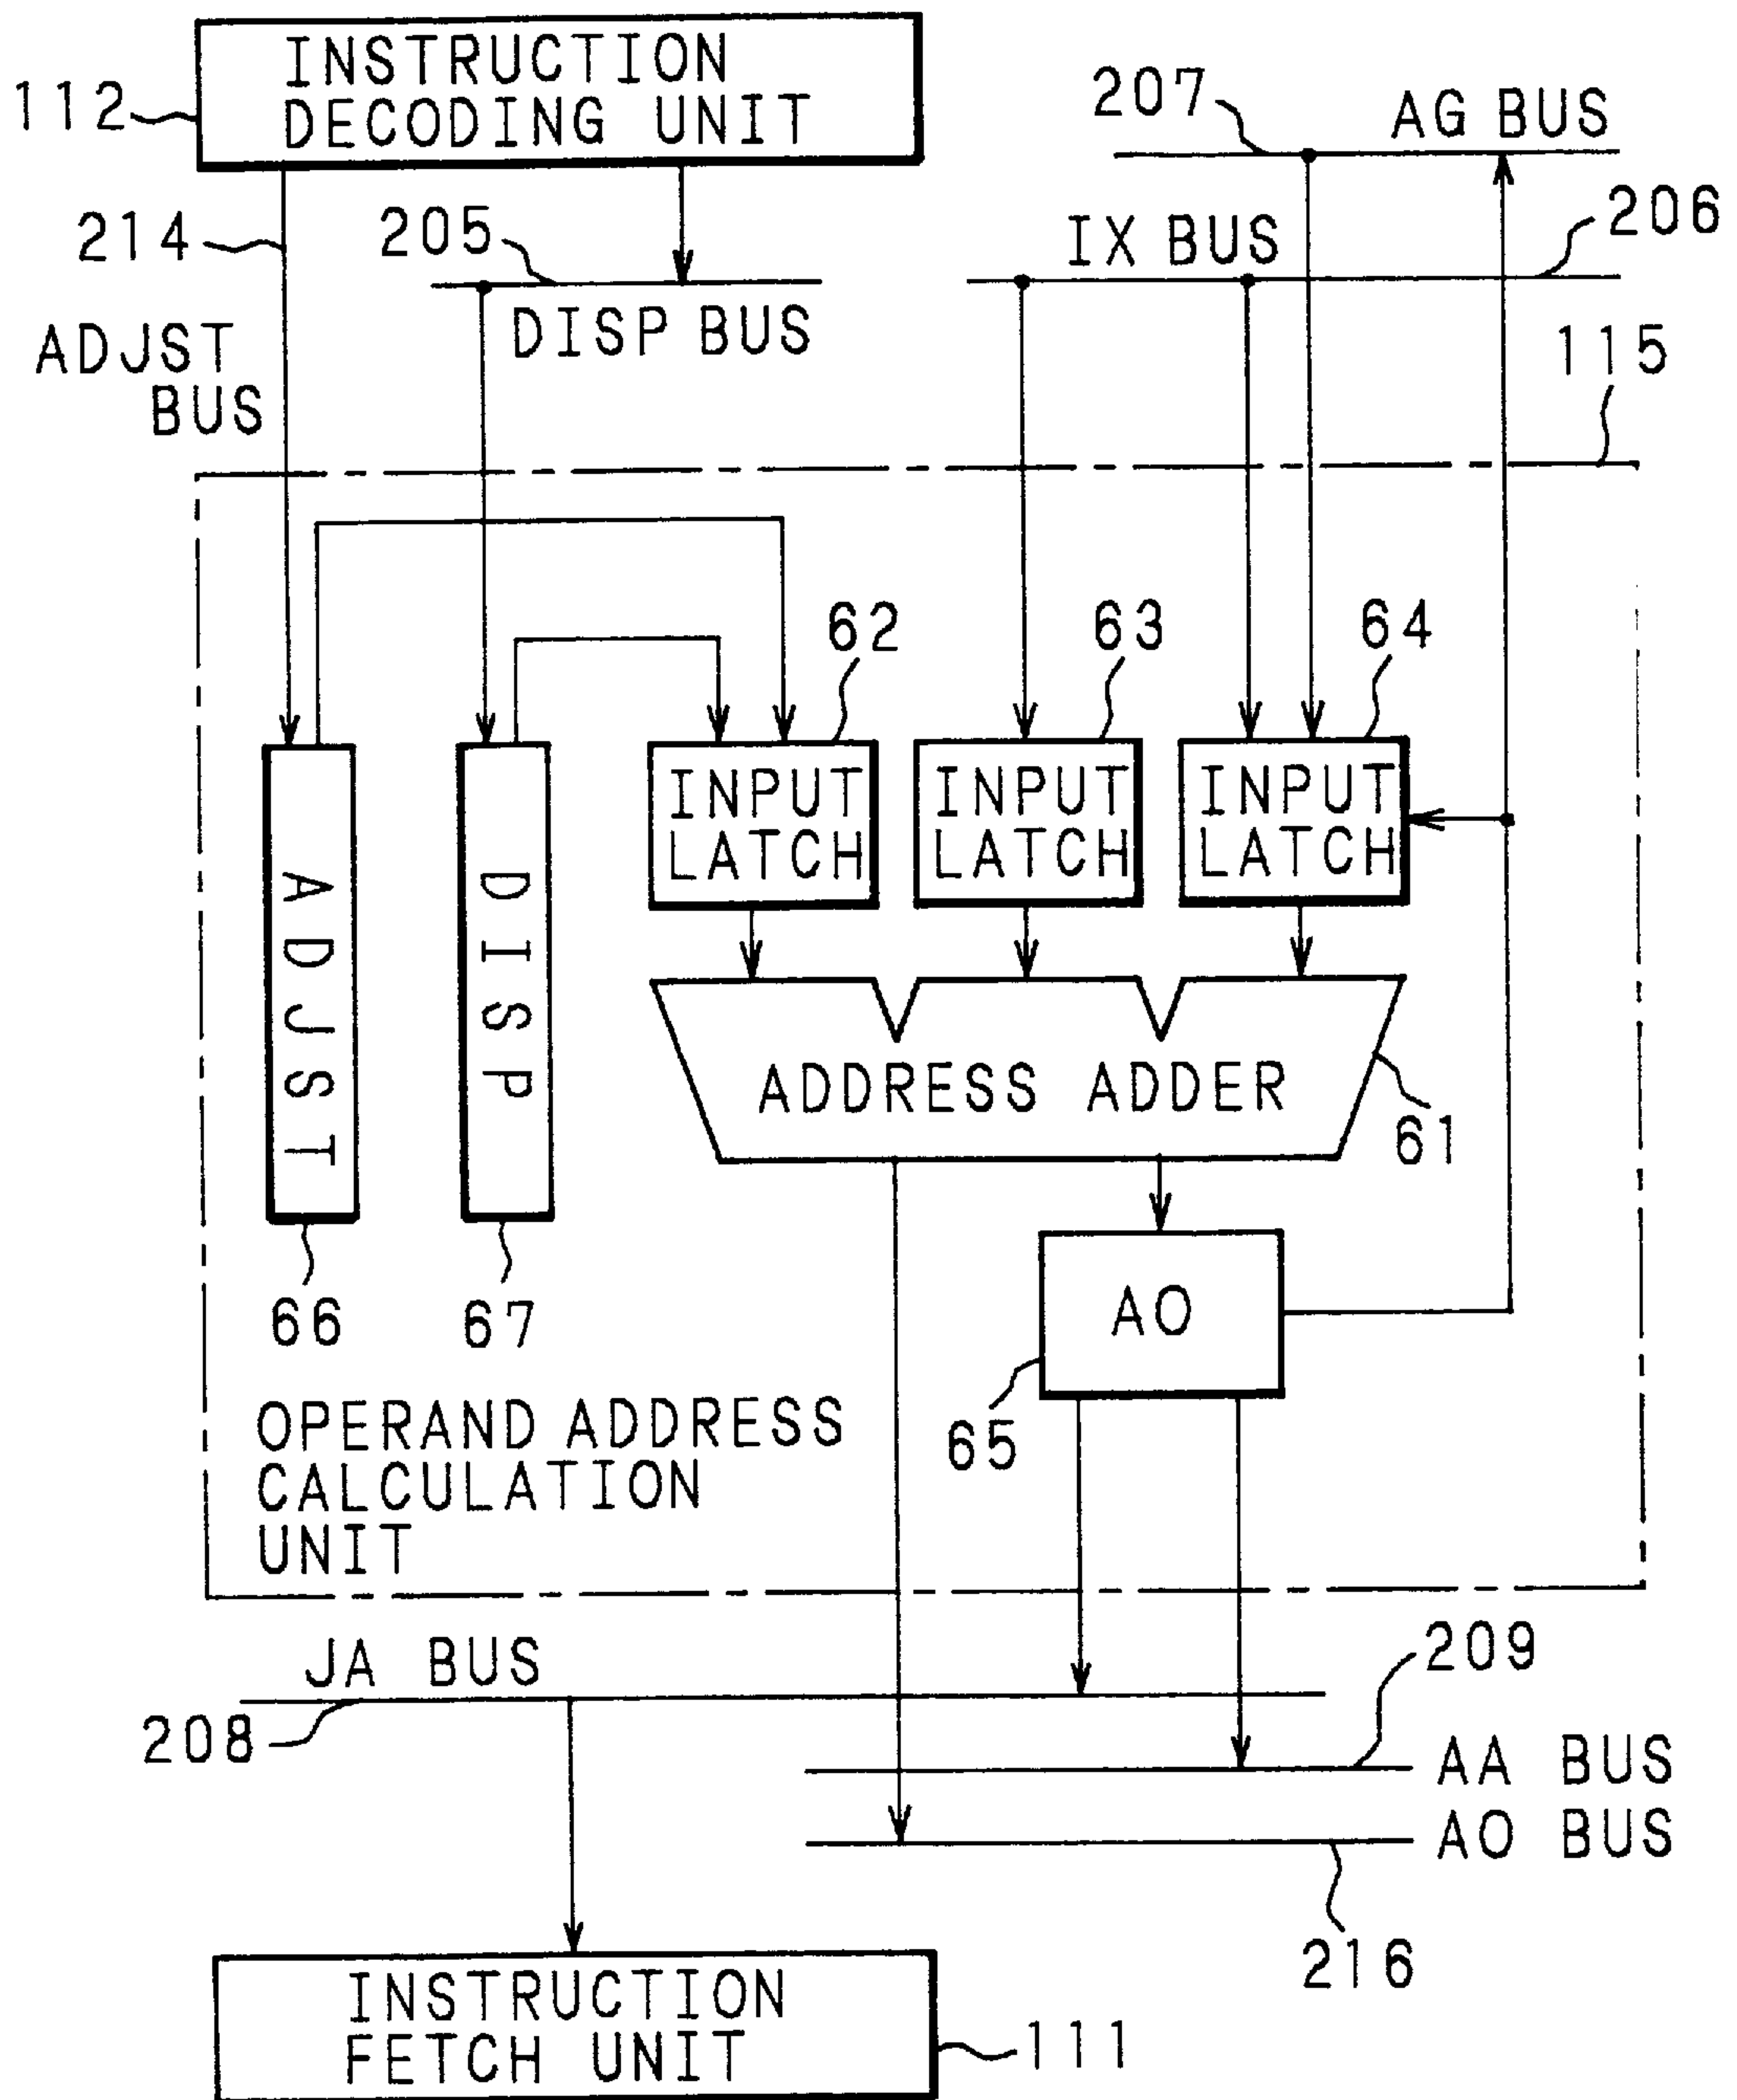 INSTRUCTION
DECODING UNIT
112
207
AG BUS
214
205
IX BUS
206
ADJST
BUS
DISP BUS
115
62
63
64
INPUT
LATCH
INPUT
LATCH
INPUT
LATCH
ADJST
DISP
ADDRESS ADDER
61
66
67
AO
65
OPERAND ADDRESS
CALCULATION
UNIT
JA BUS
209
208
AA BUS
AO BUS
216
INSTRUCTION
FETCH UNIT
111